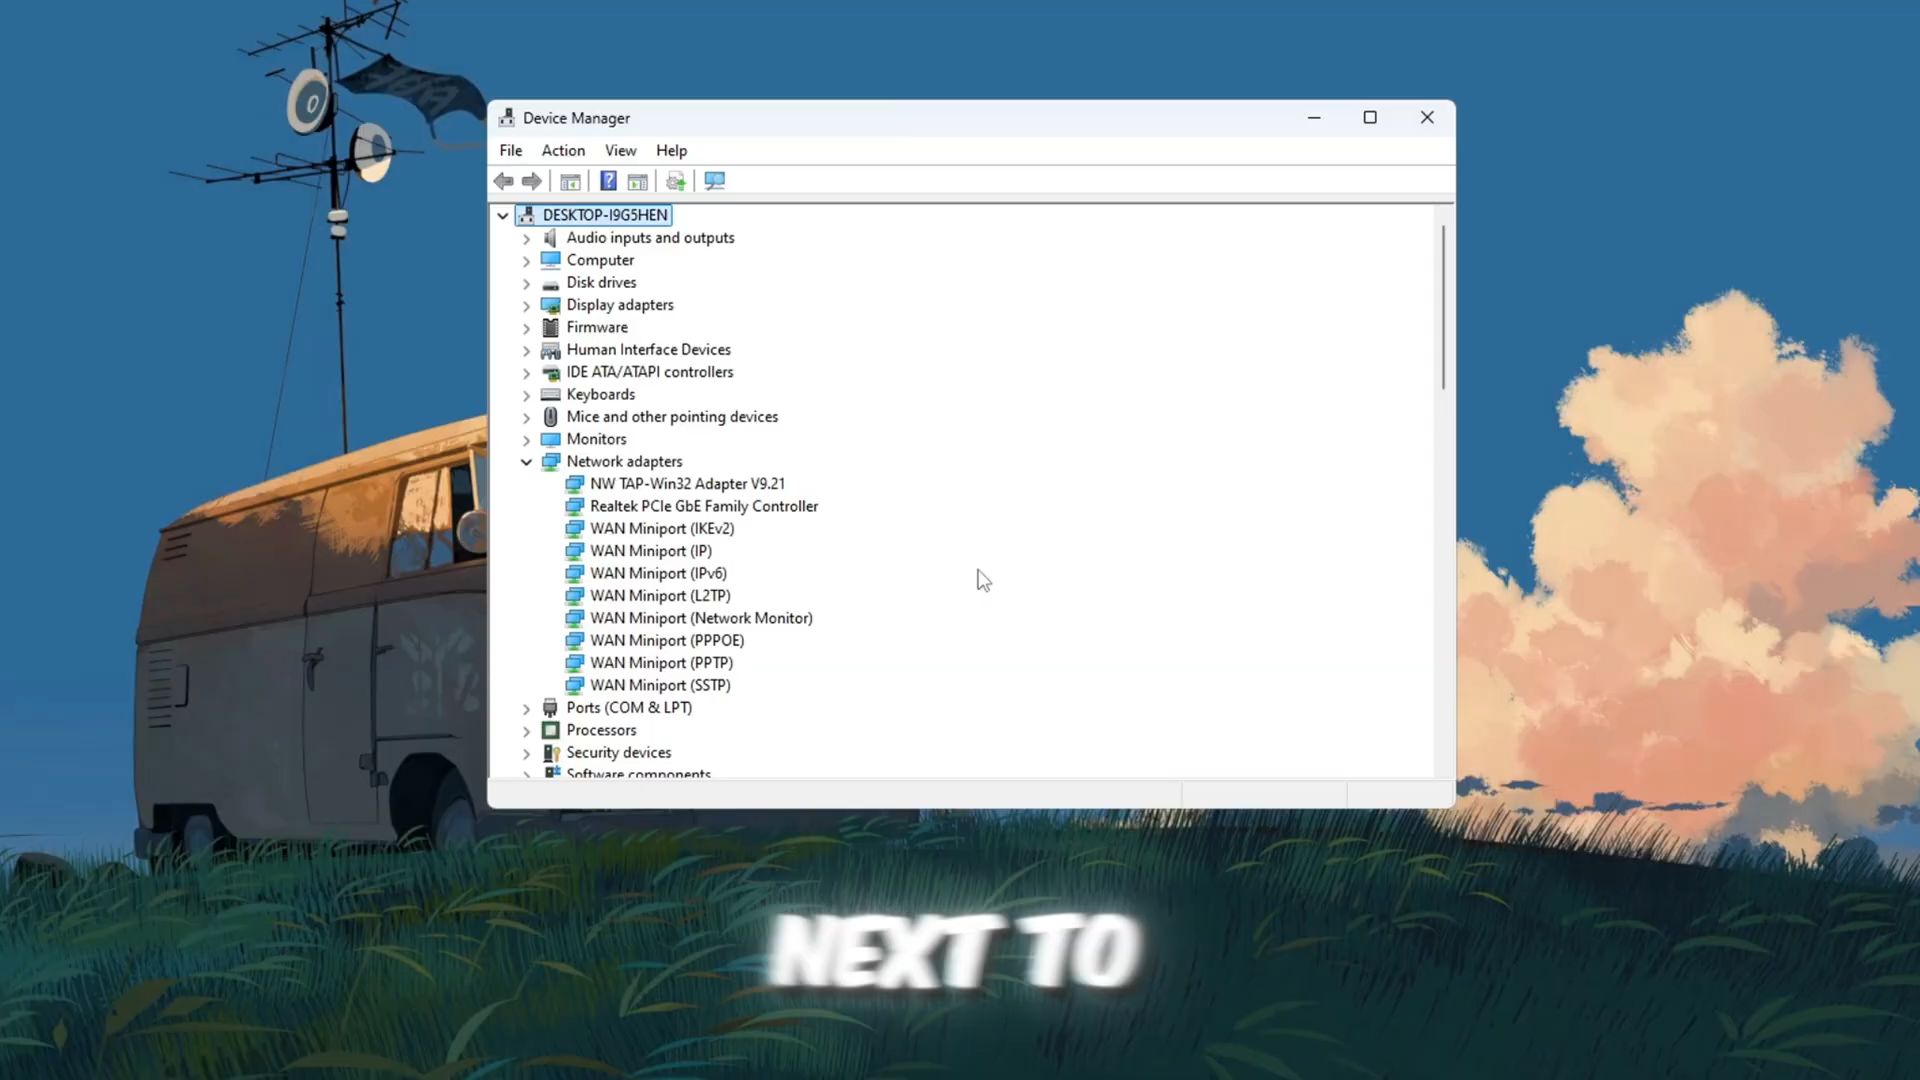 Device Manager
File Action View Help
DESKTOP-I9G5HEN
Audio inputs and outputs
Computer
Disk drives
Display adapters
Firmware
Human Interface Devices
IDE ATA/ATAPI controllers
Keyboards
Mice and other pointing devices
Monitors
Network adapters
NW TAP-Win32 Adapter V9.21
Realtek PCIe GbE Family Controller
WAN Miniport (IKEv2)
WAN Miniport (IP)
WAN Miniport (IPv6)
WAN Miniport (L2TP)
WAN Miniport (Network Monitor)
WAN Miniport (PPPOE)
WAN Miniport (PPTP)
WAN Miniport (SSTP)
Ports (COM & LPT)
Processors
Security devices
Software components
NEXT TO